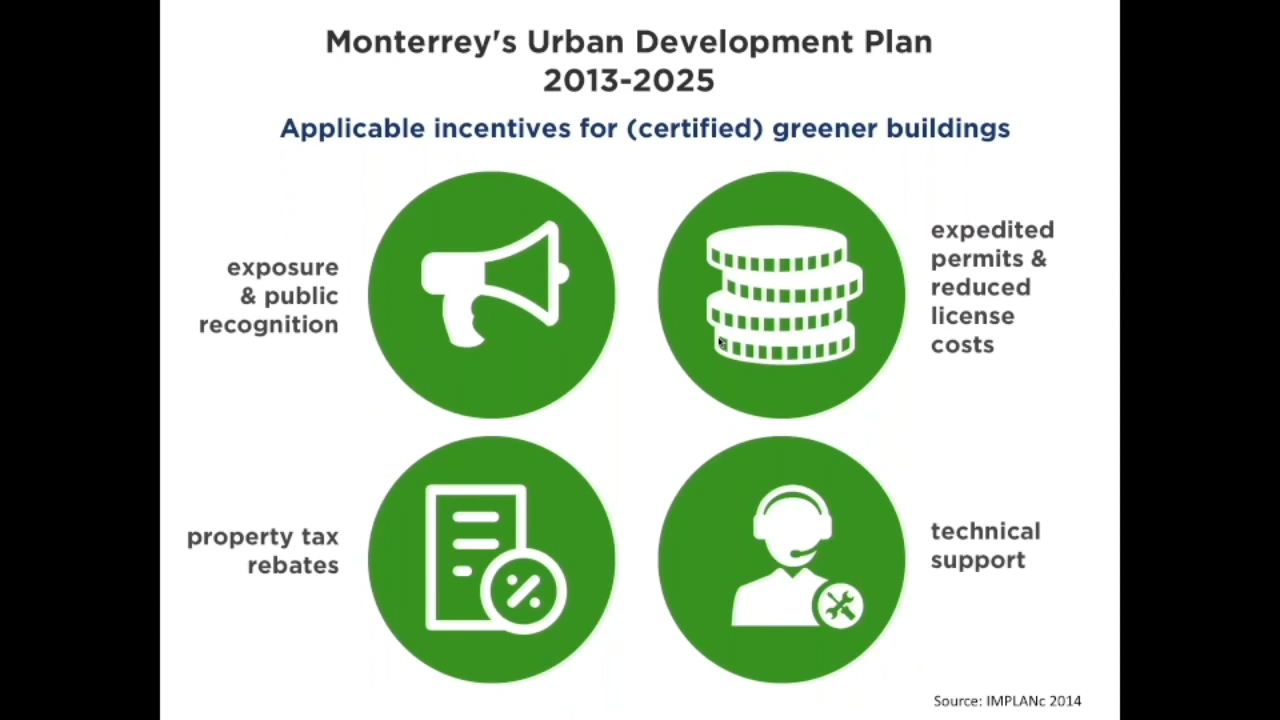 Monterrey's Urban Development Plan
2013-2025
Applicable incentives for (certified) greener buildings
exposure
& public
recognition
expedited
permits &
reduced
license
costs
property tax
rebates
technical
support
Source: IMPLANc 2014